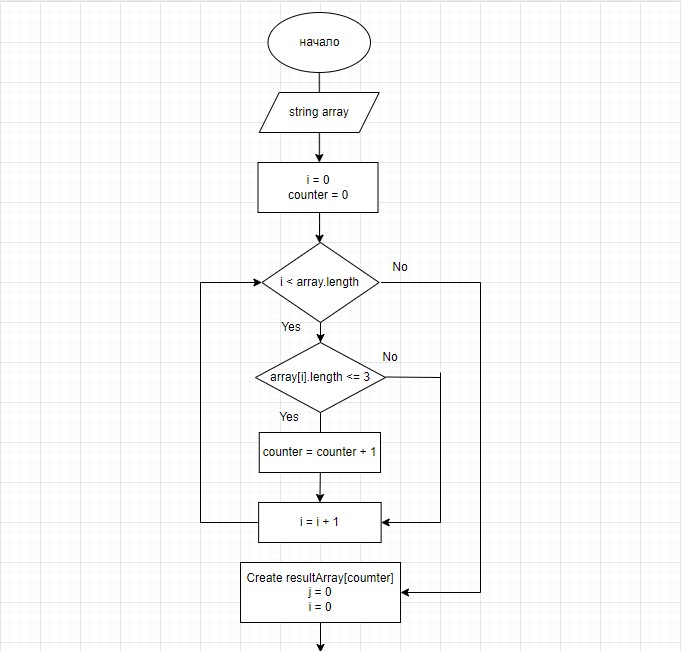 начало
string array
i = 0
counter = 0
i < array.length
No
Yes
array[i].length <= 3
No
Yes
counter = counter + 1
i = i + 1
Create resultArray[coumter]
j = 0
i = 0